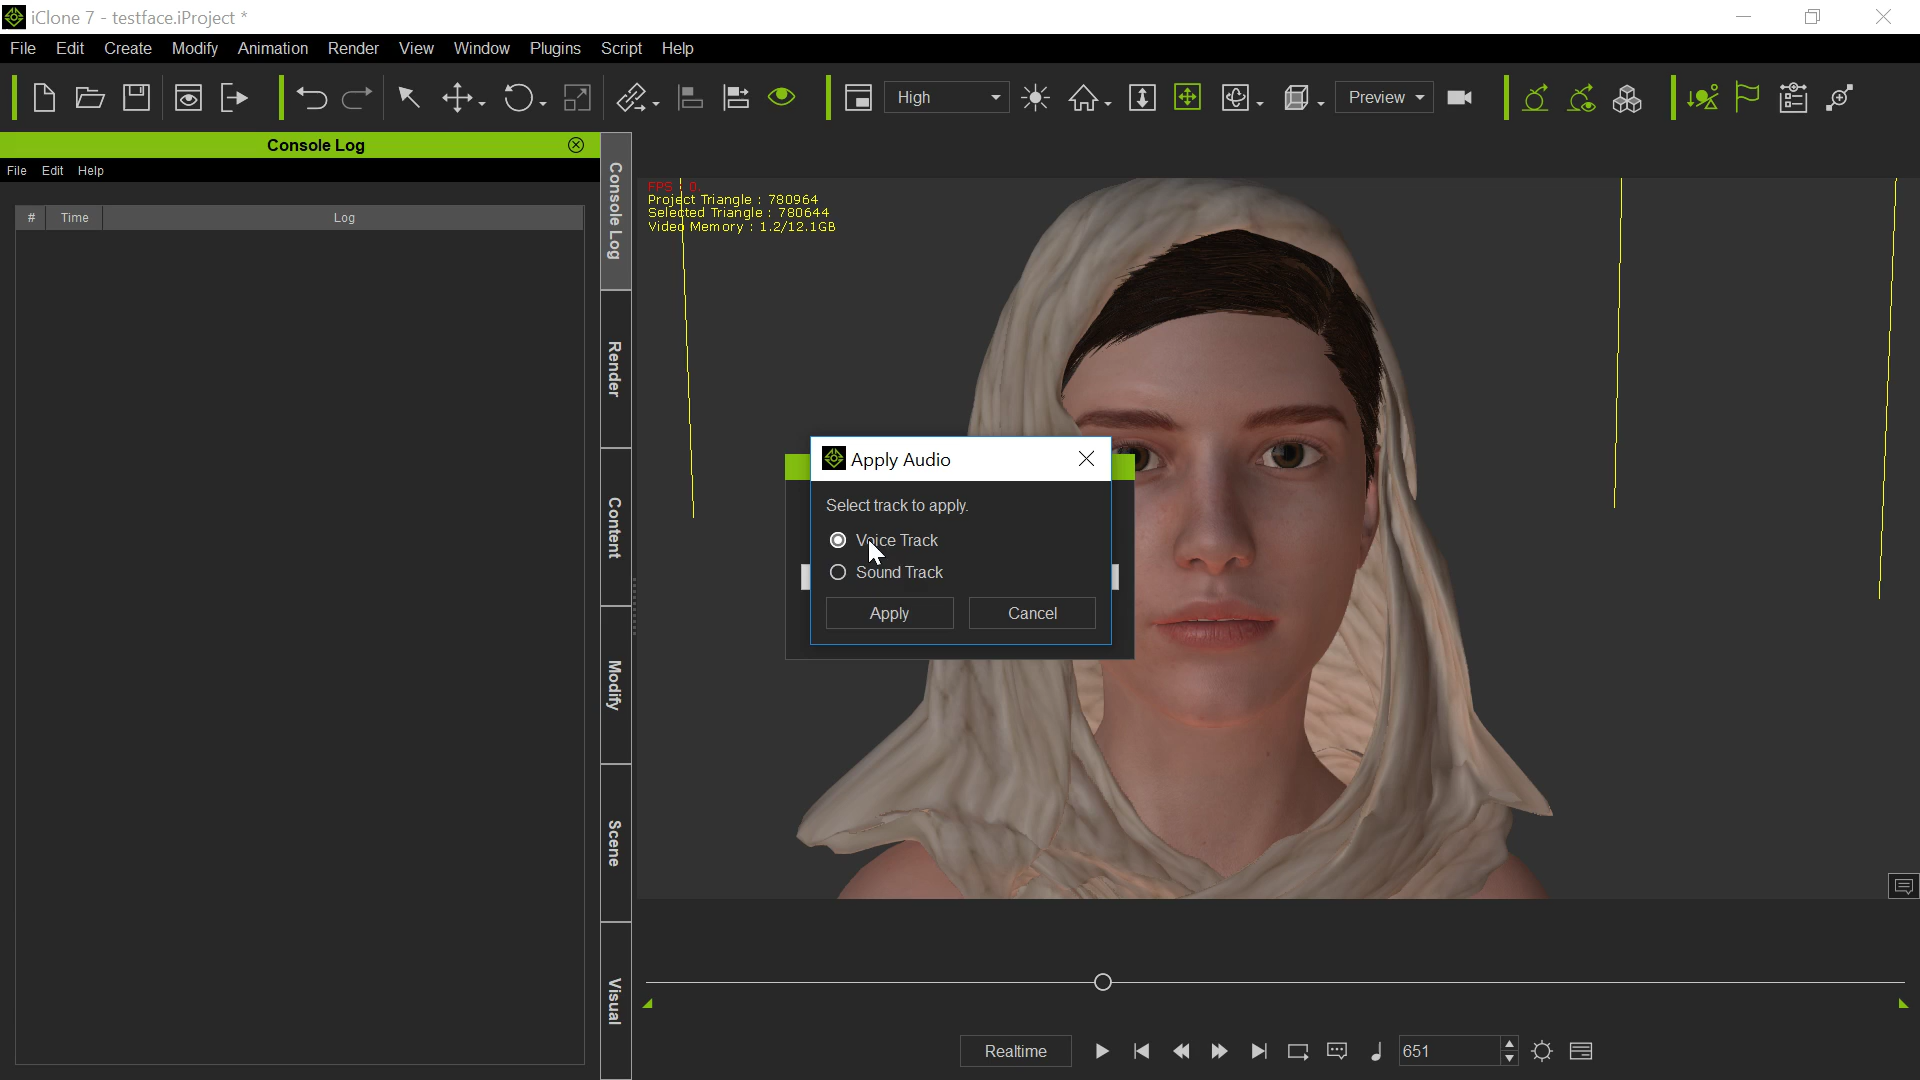 iClone 7 - testface.iProject *
File Edit Create Modify Animation Render View Window Plugins Script Help
High
Preview
Console Log
File Edit Help
# Time Log
Console Log
Render
Content
Modify
Scene
Visual
FPS : 0.
Project Triangle : 780964
Selected Triangle : 780644
Video Memory : 1.2/12.1GB
Apply Audio
Select track to apply.
Voice Track
Sound Track
Apply Cancel
Realtime
651